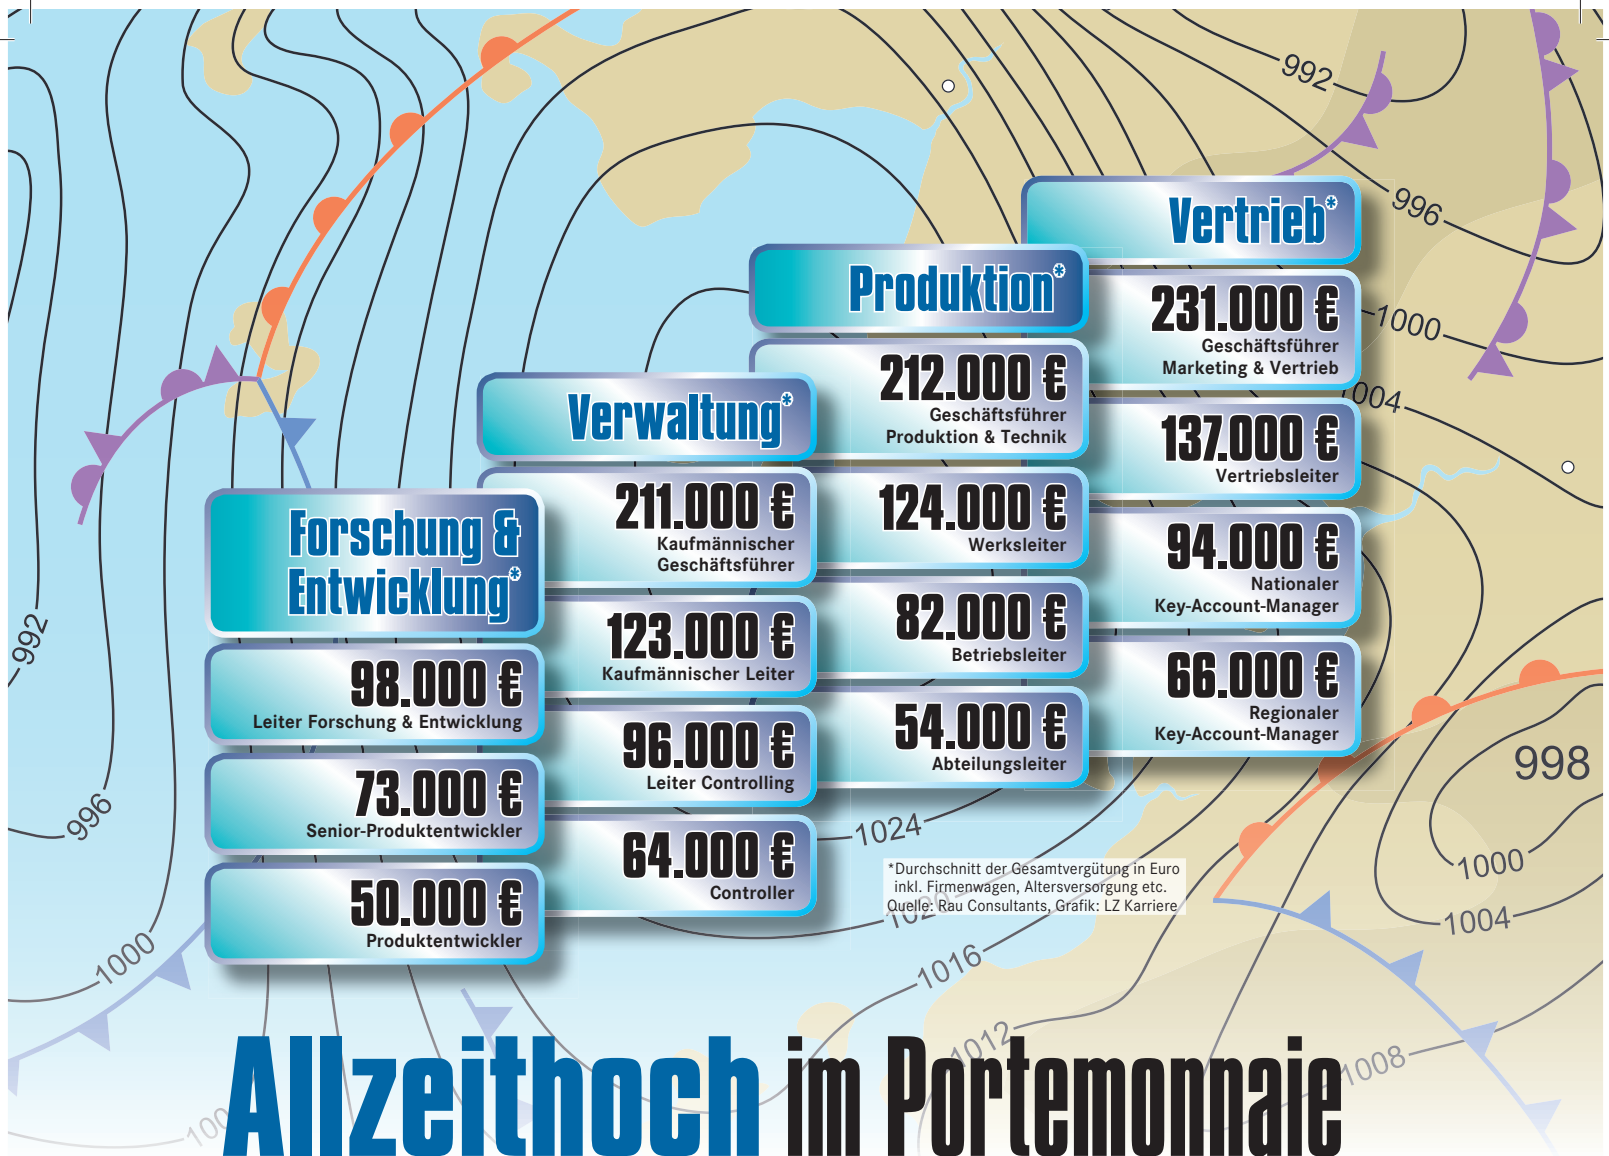 992
996
1000
004
Vertrieb*
231.000 €
Geschäftsführer
Marketing & Vertrieb
137.000 €
Vertriebsleiter
94.000 €
Nationaler
Key-Account-Manager
66.000 €
Regionaler
Key-Account-Manager
Produktion*
212.000 €
Geschäftsführer
Produktion & Technik
124.000 €
Werksleiter
82.000 €
Betriebsleiter
54.000 €
Abteilungsleiter
Verwaltung*
211.000 €
Kaufmännischer
Geschäftsführer
123.000 €
Kaufmännischer Leiter
96.000 €
Leiter Controlling
64.000 €
Controller
Forschung &
Entwicklung*
98.000 €
Leiter Forschung & Entwicklung
73.000 €
Senior-Produktentwickler
50.000 €
Produktentwickler
992
996
1000
998
1000
1004
1024
*Durchschnitt der Gesamtvergütung in Euro
inkl. Firmenwagen, Altersversorgung etc.
Quelle: Rau Consultants, Grafik: LZ Karriere
1020
1016
1012
1008
100
Allzeithoch im Portemonnaie